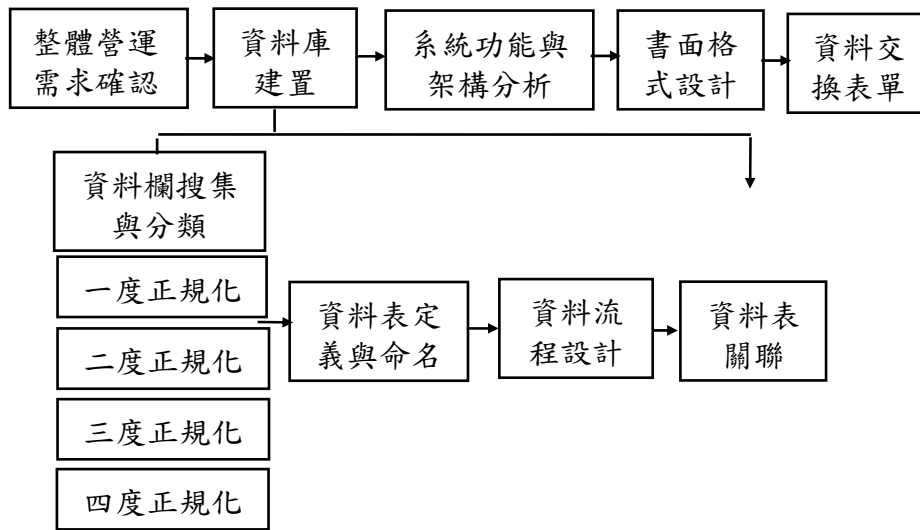 整體營運
需求確認
資料庫
建置
系統功能與
架構分析
書面格
式設計
資料交
換表單
資料欄搜集
與分類
一度正規化
二度正規化
三度正規化
四度正規化
資料表定
義與命名
資料流
程設計
資料表
關聯